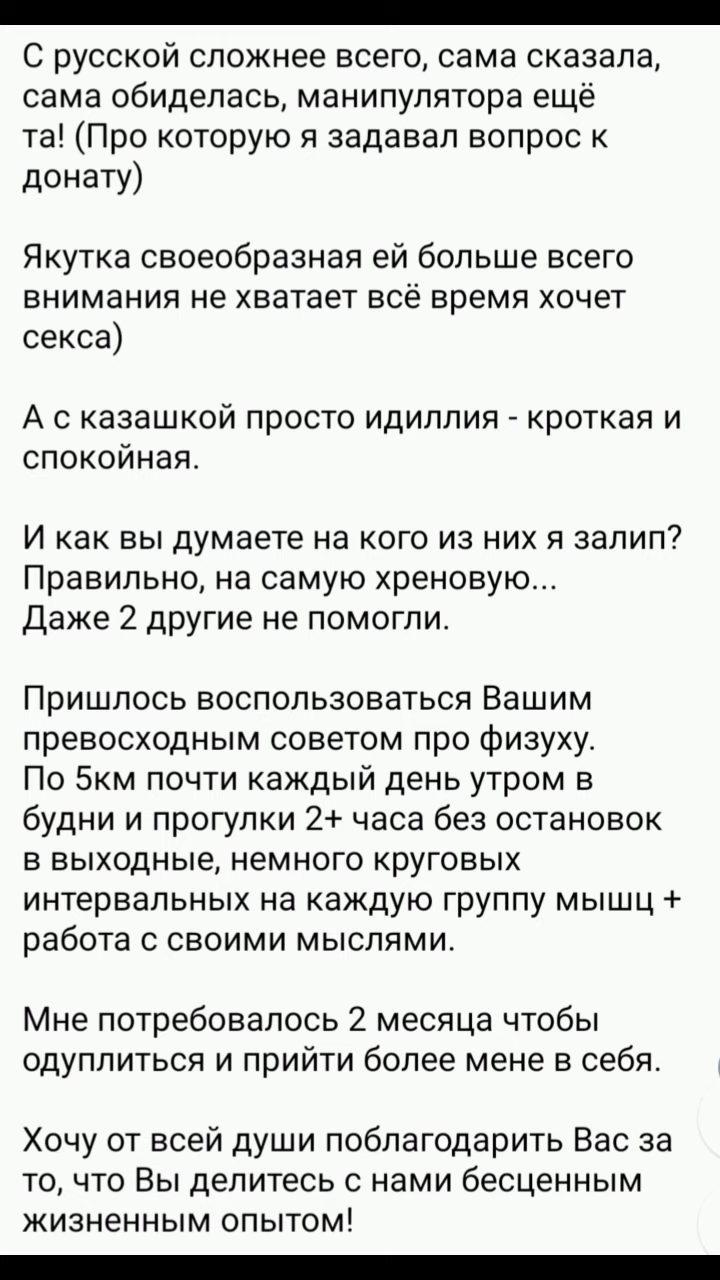 С русской сложнее всего, сама сказала,
сама обиделась, манипулятора ещё
та! (Про которую я задавал вопрос к
донату)
Якутка своеобразная ей больше всего
внимания не хватает всё время хочет
секса)
А с казашкой просто идиллия - кроткая и
спокойная.
И как вы думаете на кого из них я залип?
Правильно, на самую хреновую...
Даже 2 другие не помогли.
Пришлось воспользоваться Вашим
превосходным советом про физуху.
По 5км почти каждый день утром в
будни и прогулки 2+ часа без остановок
в выходные, немного круговых
интервальных на каждую группу мышц +
работа с своими мыслями.
Мне потребовалось 2 месяца чтобы
одуплиться и прийти более мене в себя.
Хочу от всей души поблагодарить Вас за
то, что Вы делитесь с нами бесценным
жизненным опытом!